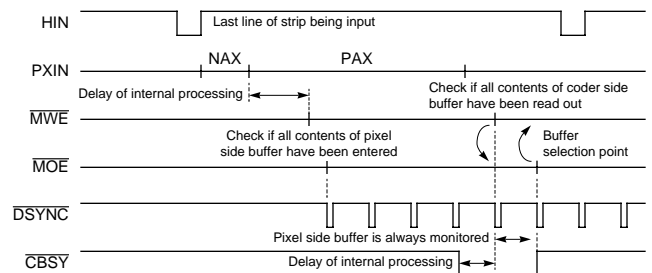 HIN
Last line of strip being input
NAX
PAX
PXIN
Delay of internal processing
Check if all contents of coder side
buffer have been read out
MWE
Check if all contents of pixel
side buffer have been entered
Buffer
selection point
MOE
DSYNC
Pixel side buffer is always monitored
Delay of internal processing
CBSY